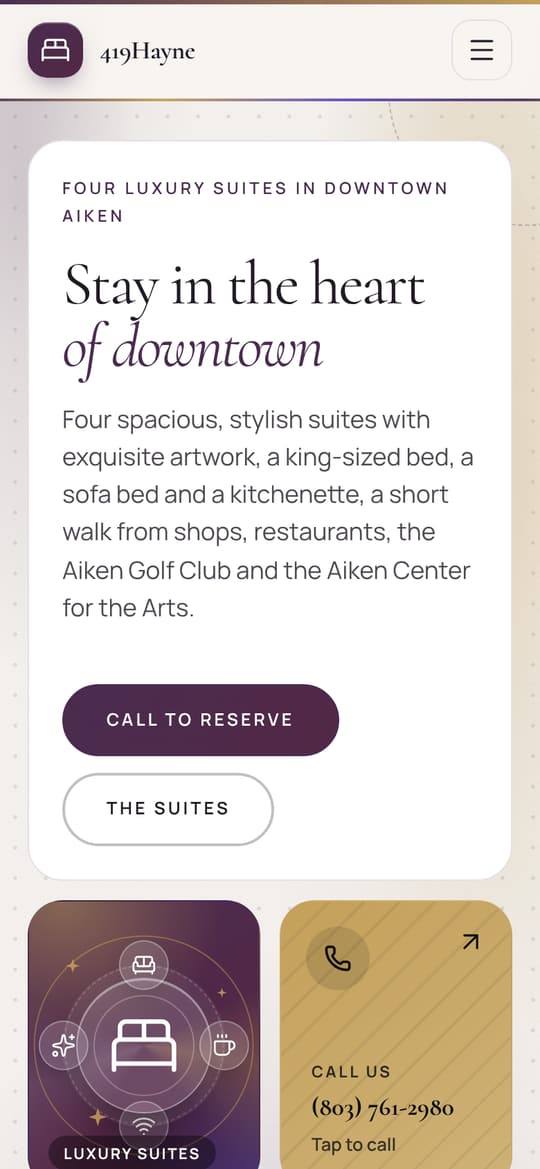 419Hayne
FOUR LUXURY SUITES IN DOWNTOWN
AIKEN
Stay in the heart
of downtown
Four spacious, stylish suites with
exquisite artwork, a king-sized bed, a
sofa bed and a kitchenette, a short
walk from shops, restaurants, the
Aiken Golf Club and the Aiken Center
for the Arts.
CALL TO RESERVE
THE SUITES
LUXURY SUITES
CALL US
(803) 761-2980
Tap to call